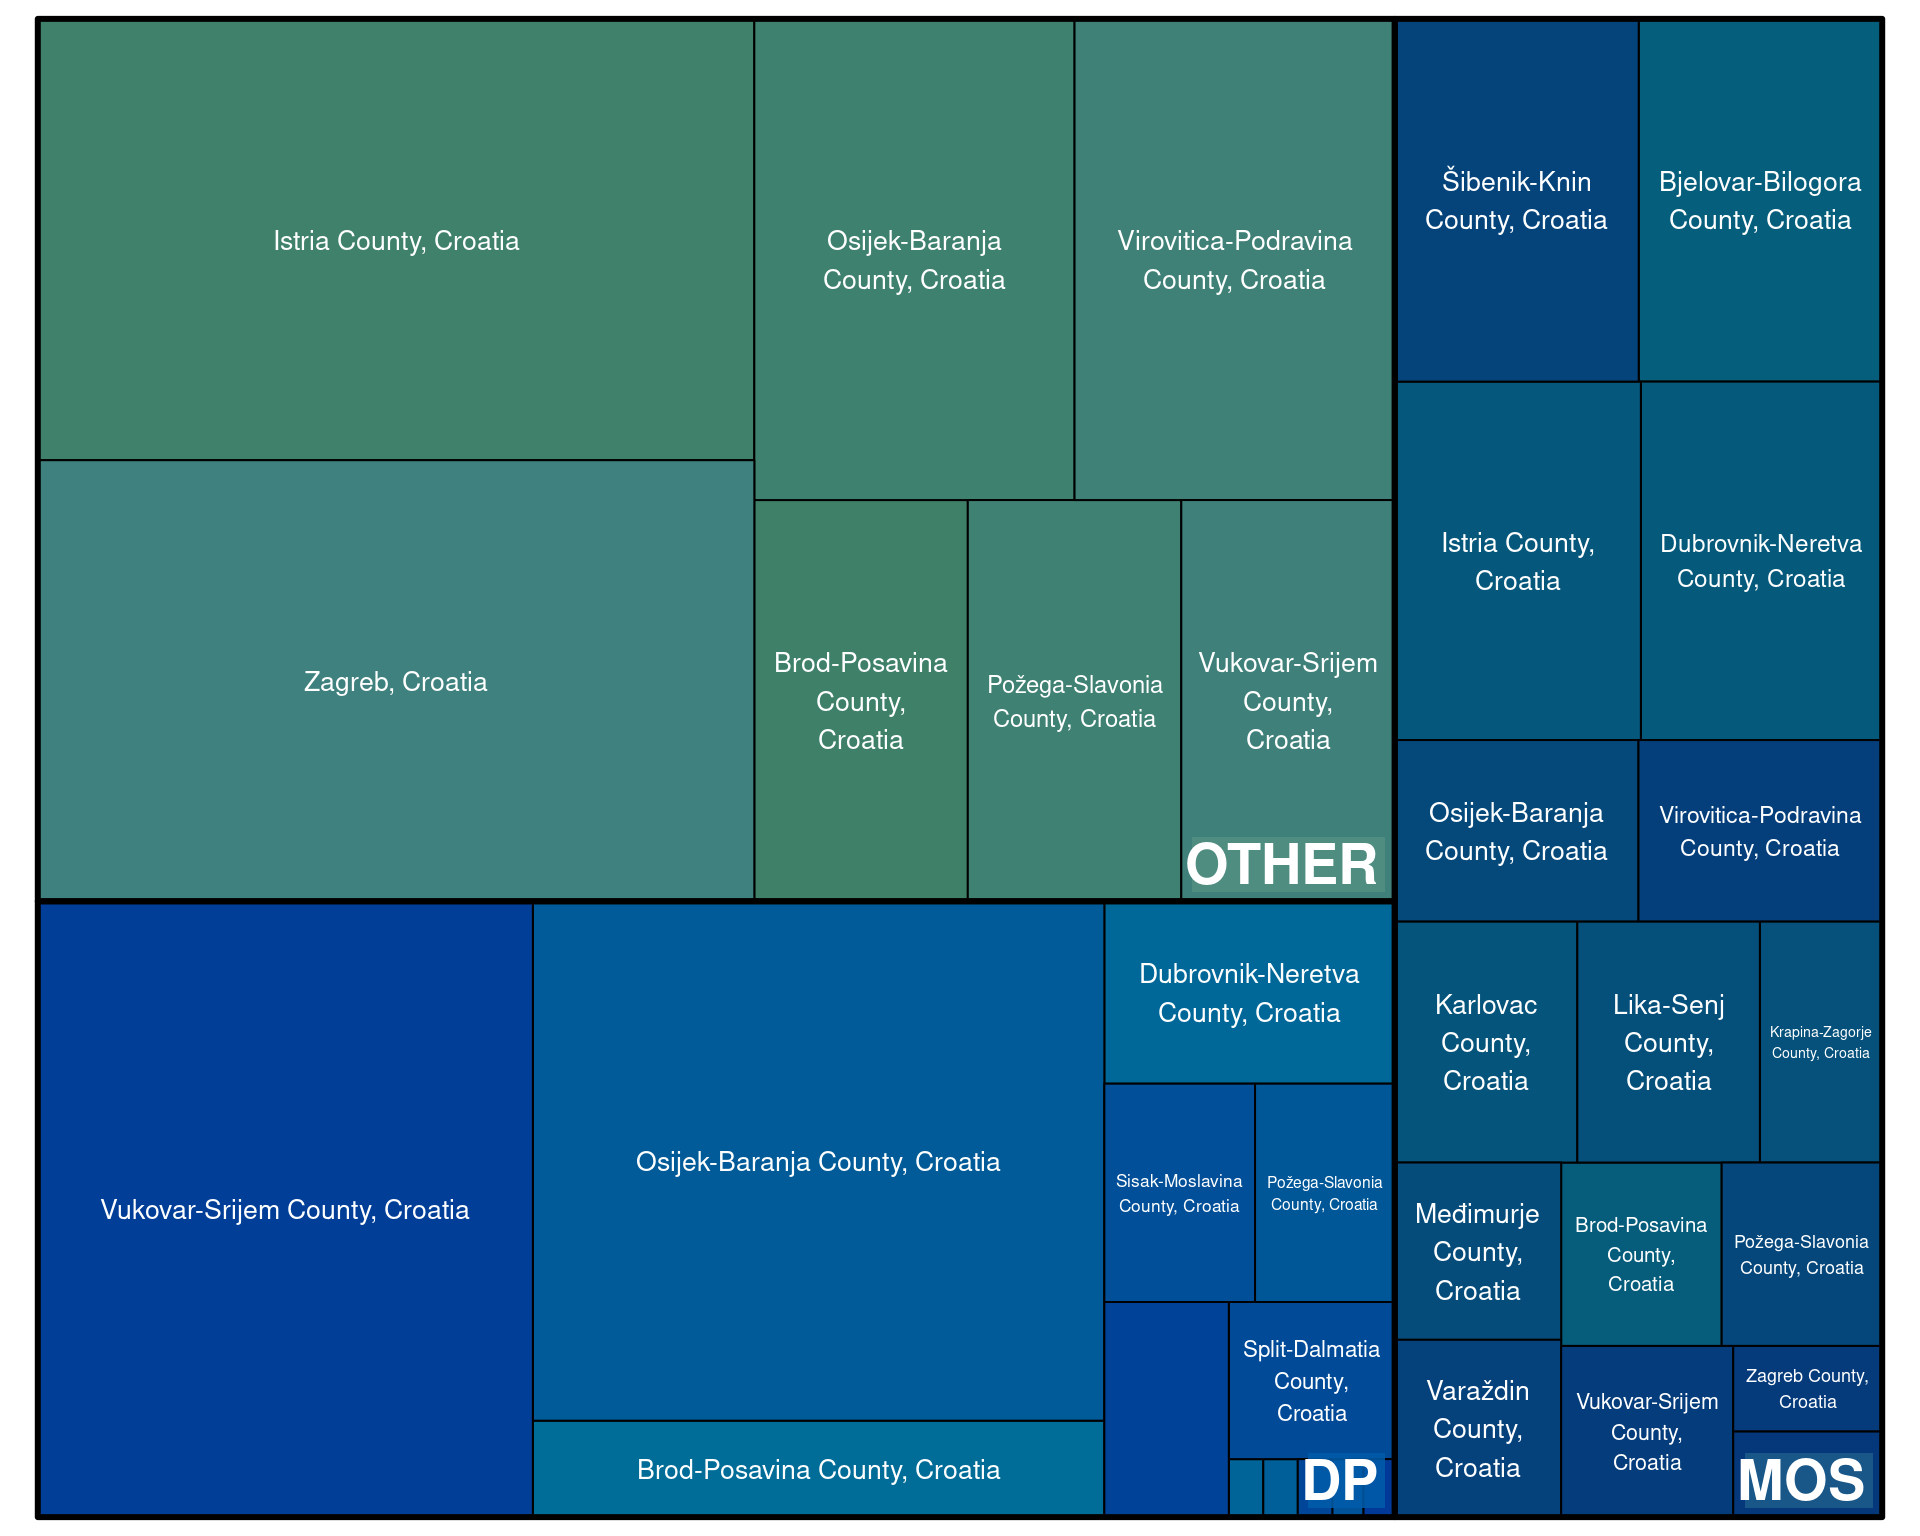 Istria County, Croatia
Osijek-Baranja
County, Croatia
Virovitica-Podravina
County, Croatia
Zagreb, Croatia
Brod-Posavina
County,
Croatia
Požega-Slavonia
County, Croatia
Vukovar-Srijem
County,
Croatia
OTHER
Vukovar-Srijem County, Croatia
Osijek-Baranja County, Croatia
Brod-Posavina County, Croatia
Dubrovnik-Neretva
County, Croatia
Sisak-Moslavina
County, Croatia
Požega-Slavonia
County, Croatia
Split-Dalmatia
County,
Croatia
DP
Šibenik-Knin
County, Croatia
Bjelovar-Bilogora
County, Croatia
Istria County,
Croatia
Dubrovnik-Neretva
County, Croatia
Osijek-Baranja
County, Croatia
Virovitica-Podravina
County, Croatia
Karlovac
County,
Croatia
Lika-Senj
County,
Croatia
Krapina-Zagorje
County, Croatia
Međimurje
County,
Croatia
Brod-Posavina
County,
Croatia
Požega-Slavonia
County, Croatia
Varaždin
County,
Croatia
Vukovar-Srijem
County,
Croatia
Zagreb County,
Croatia
MOS